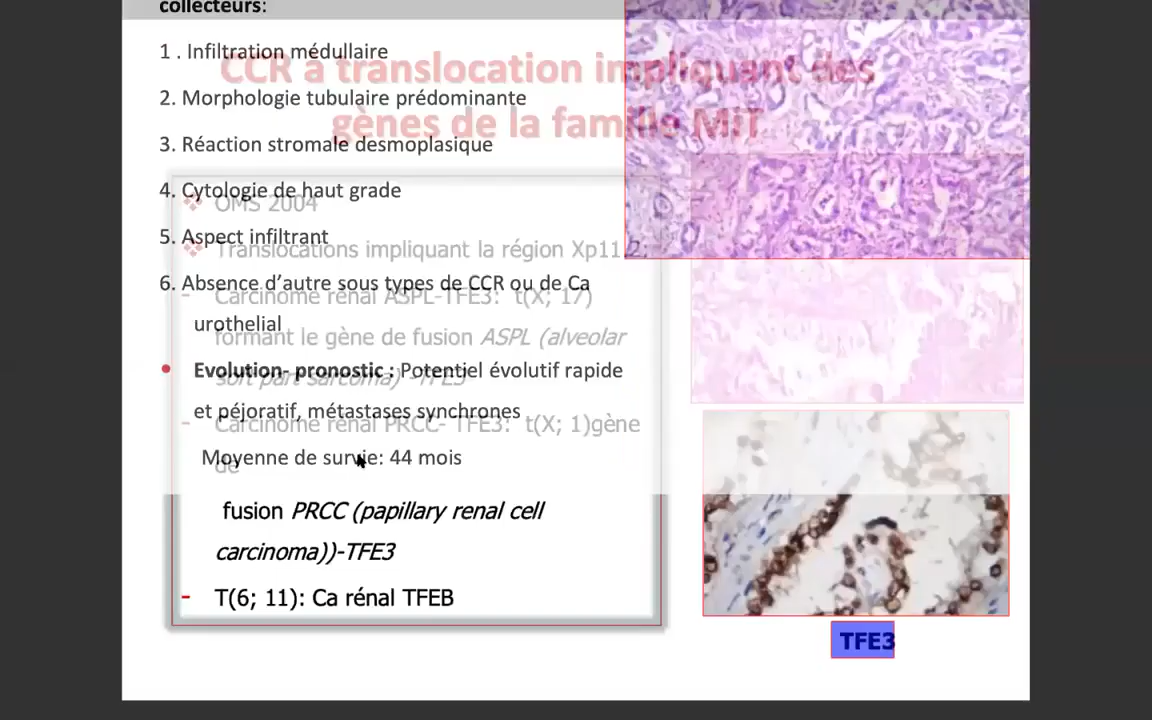 collecteurs:
1 . Infiltration médullaire
2. Morphologie tubulaire prédominante
3. Réaction stromale desmoplasique
4. Cytologie de haut grade
5. Aspect infiltrant
6. Absence d’autre sous types de CCR ou de Ca
urothelial
• Evolution- pronostic : Potentiel évolutif rapide
et péjoratif, métastases synchrones
Moyenne de survie: 44 mois
CCR à translocation impliquant des
gènes de la famille MiT
OMS 2004
Translocations impliquant la région Xp11.2:
- Carcinome rénal ASPL-TFE3: t(X; 17)
formant le gène de fusion ASPL (alveolar
soft part sarcoma) -TFE3
- Carcinome rénal PRCC- TFE3: t(X; 1)gène
de
fusion PRCC (papillary renal cell
carcinoma))-TFE3
- T(6; 11): Ca rénal TFEB
TFE3